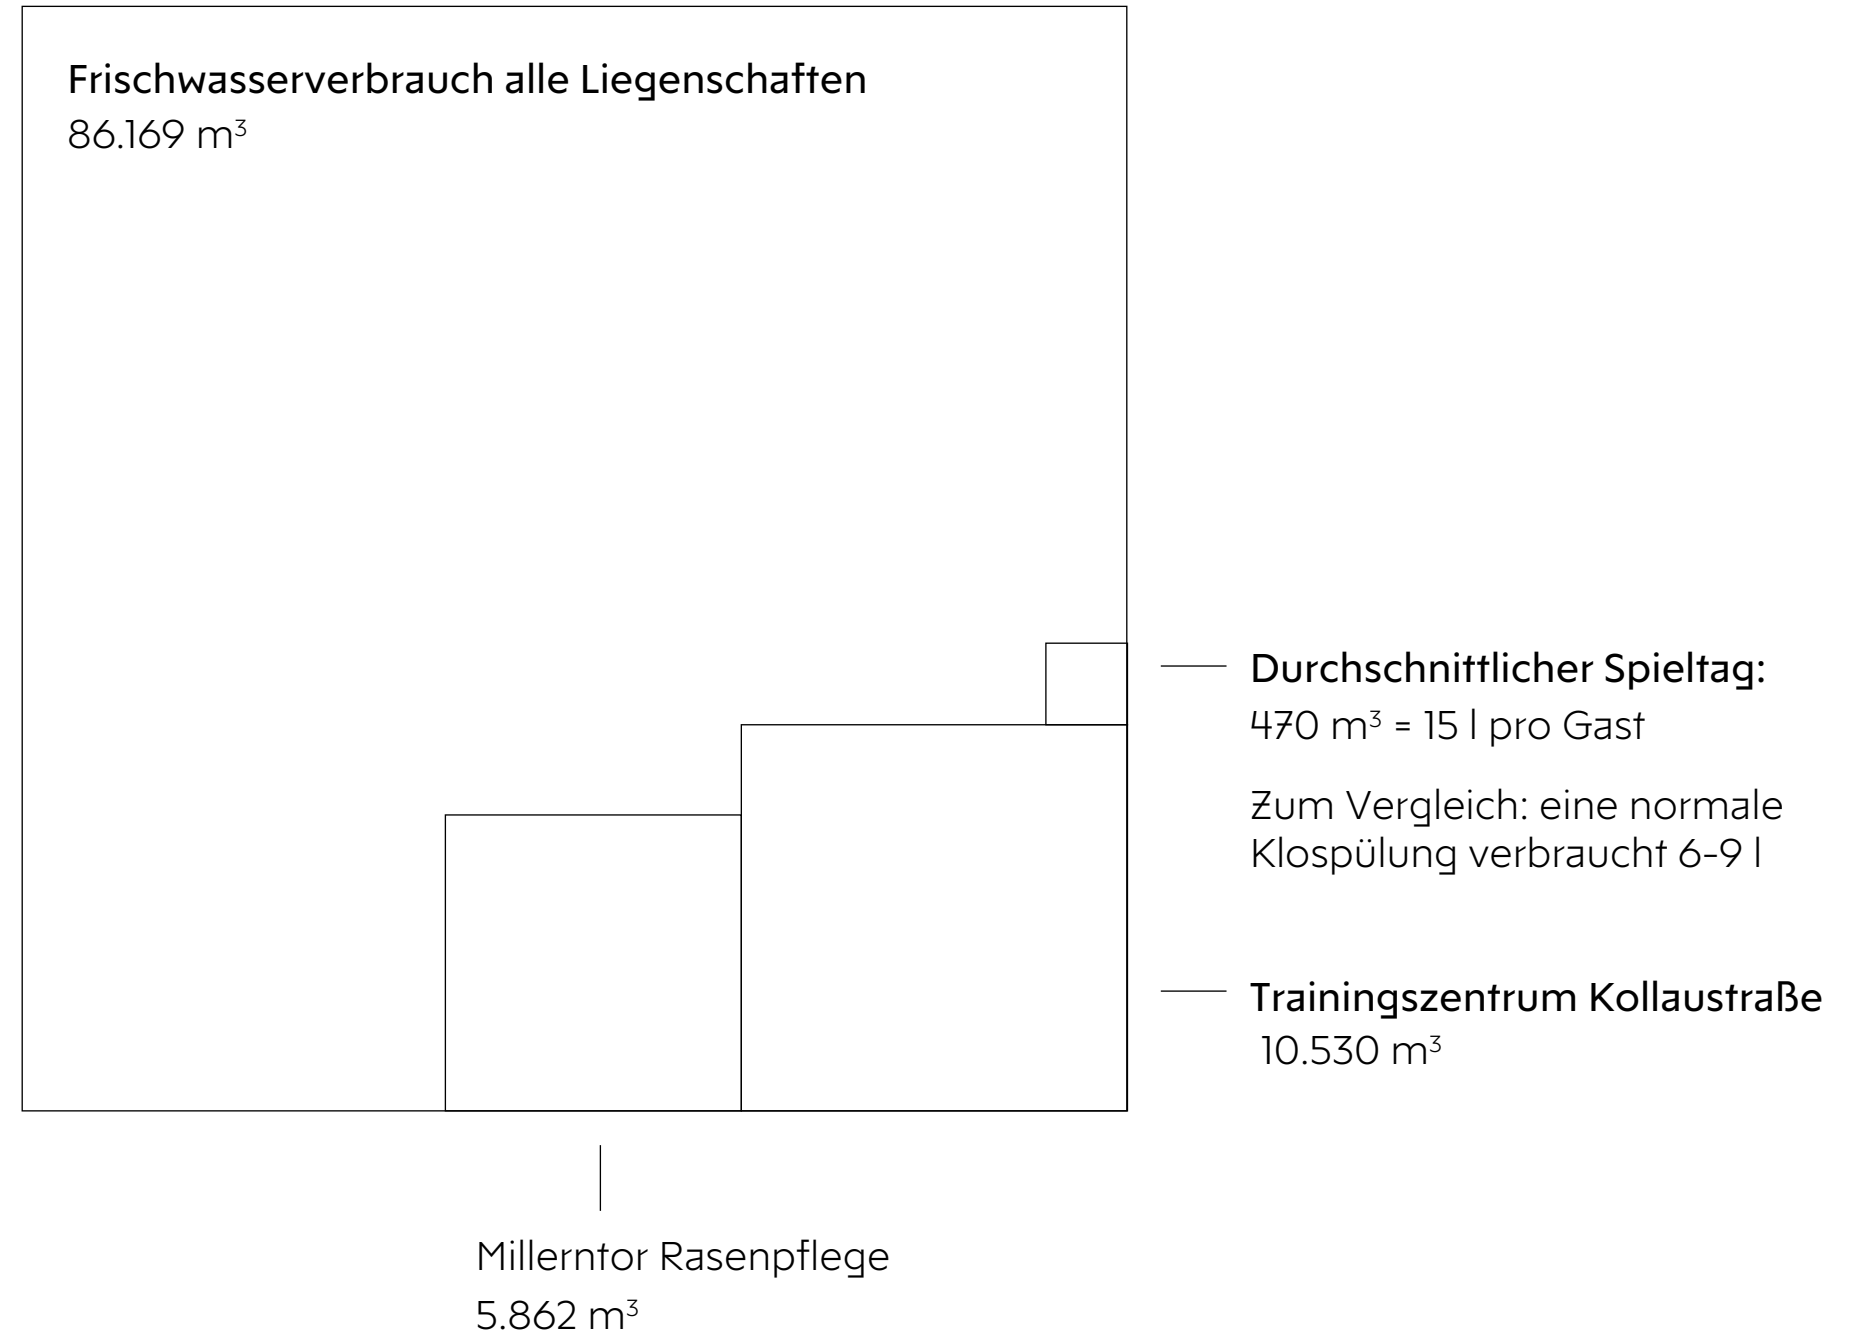 Frischwasserverbrauch alle Liegenschaften
86.169 m³
Durchschnittlicher Spieltag:
470 m³ = 15 l pro Gast
Zum Vergleich: eine normale
Klospülung verbraucht 6-9 l
Trainingszentrum Kollaustraße
10.530 m³
Millerntor Rasenpflege
5.862 m³